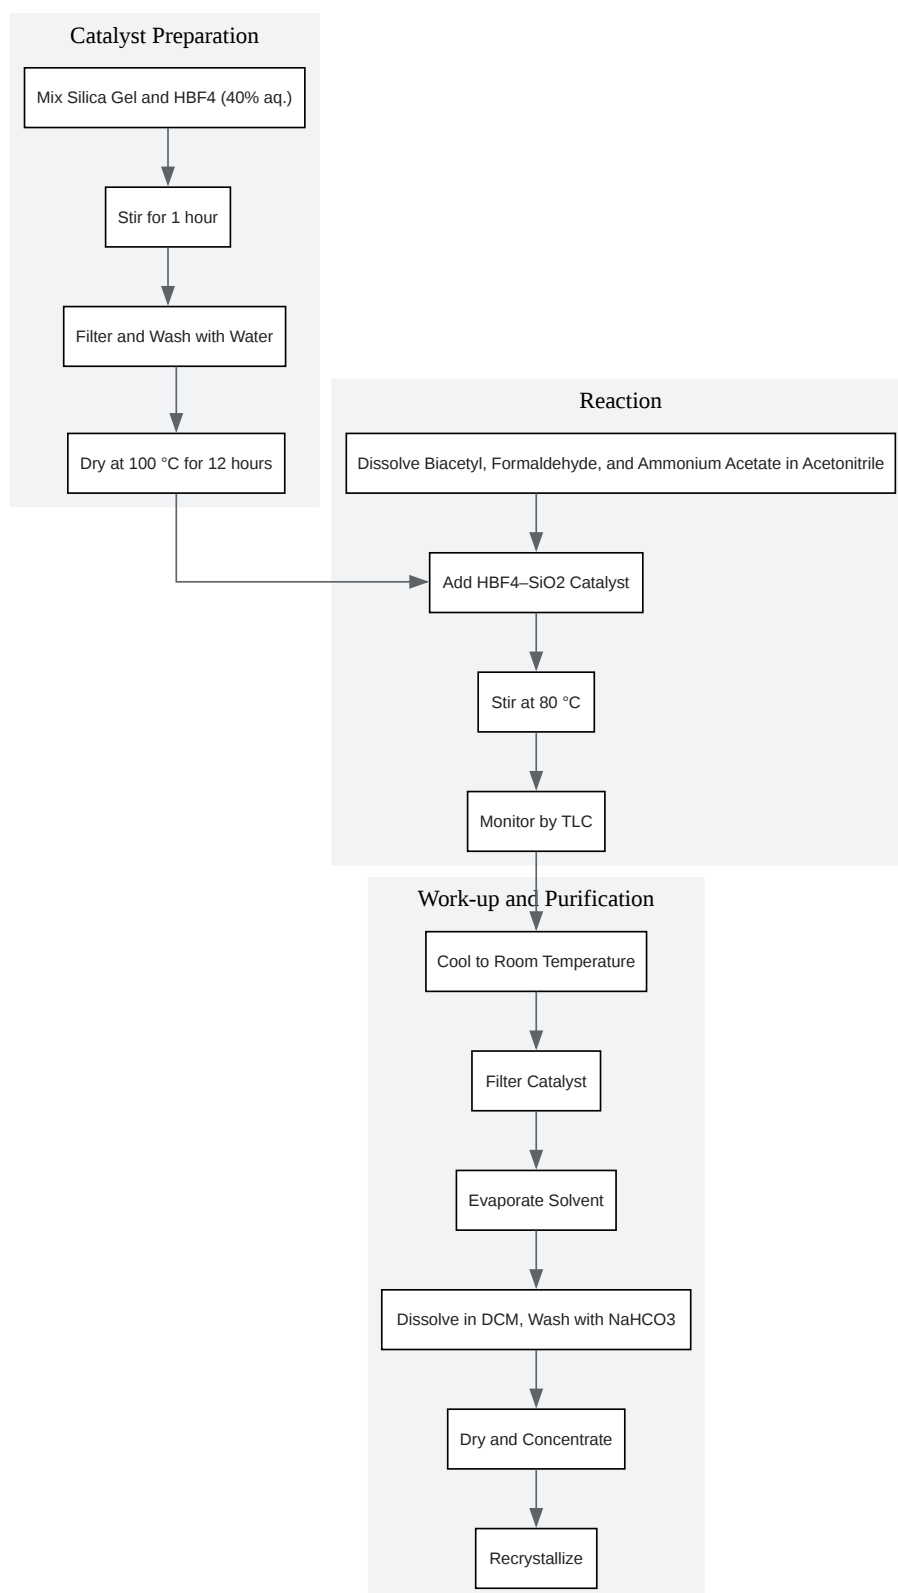 Catalyst Preparation
Mix Silica Gel and HBF4 (40% aq.)
Stir for 1 hour
Filter and Wash with Water
Dry at 100 °C for 12 hours
Reaction
Dissolve Biacetyl, Formaldehyde, and Ammonium Acetate in Acetonitrile
Add HBF4–SiO2 Catalyst
Stir at 80 °C
Monitor by TLC
Work-up and Purification
Cool to Room Temperature
Filter Catalyst
Evaporate Solvent
Dissolve in DCM, Wash with NaHCO3
Dry and Concentrate
Recrystallize